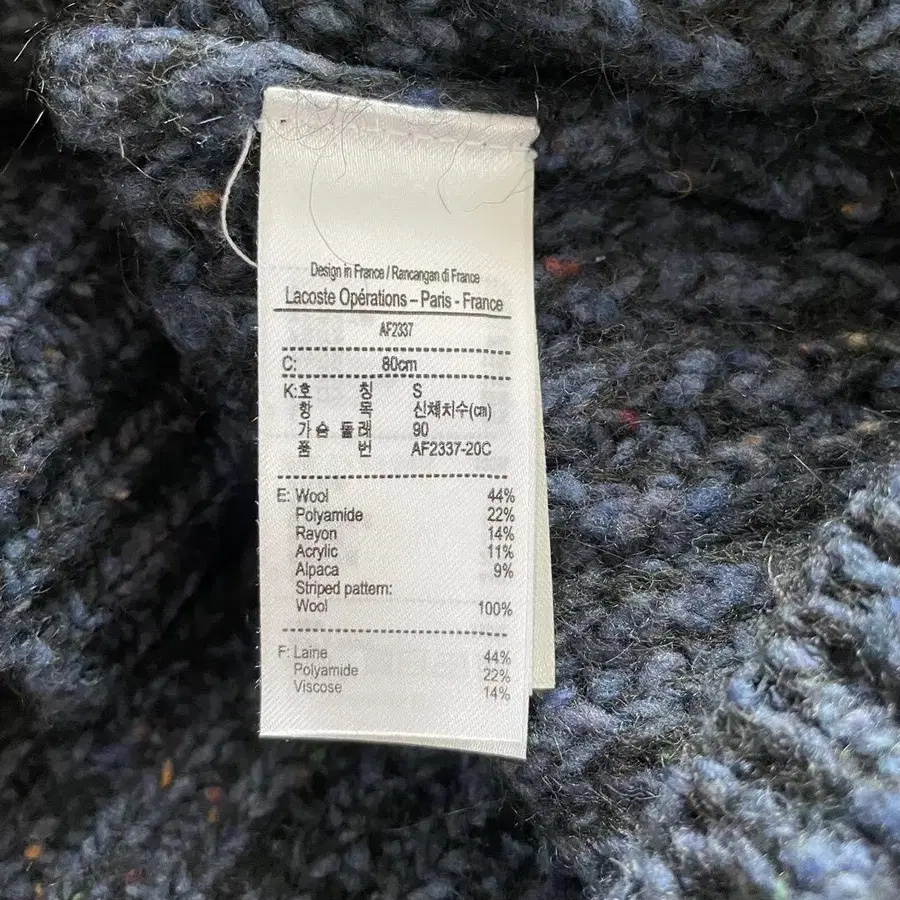 Design in France / Rancangan di France
Lacoste Opérations – Paris - France
AF2337
C: 80cm
K:호 칭 S
항 목 신체치수(cm)
가슴 둘레 90
품 번 AF2337-20C
E: Wool 44%
Polyamide 22%
Rayon 14%
Acrylic 11%
Alpaca 9%
Striped pattern:
Wool 100%
F: Laine 44%
Polyamide 22%
Viscose 14%